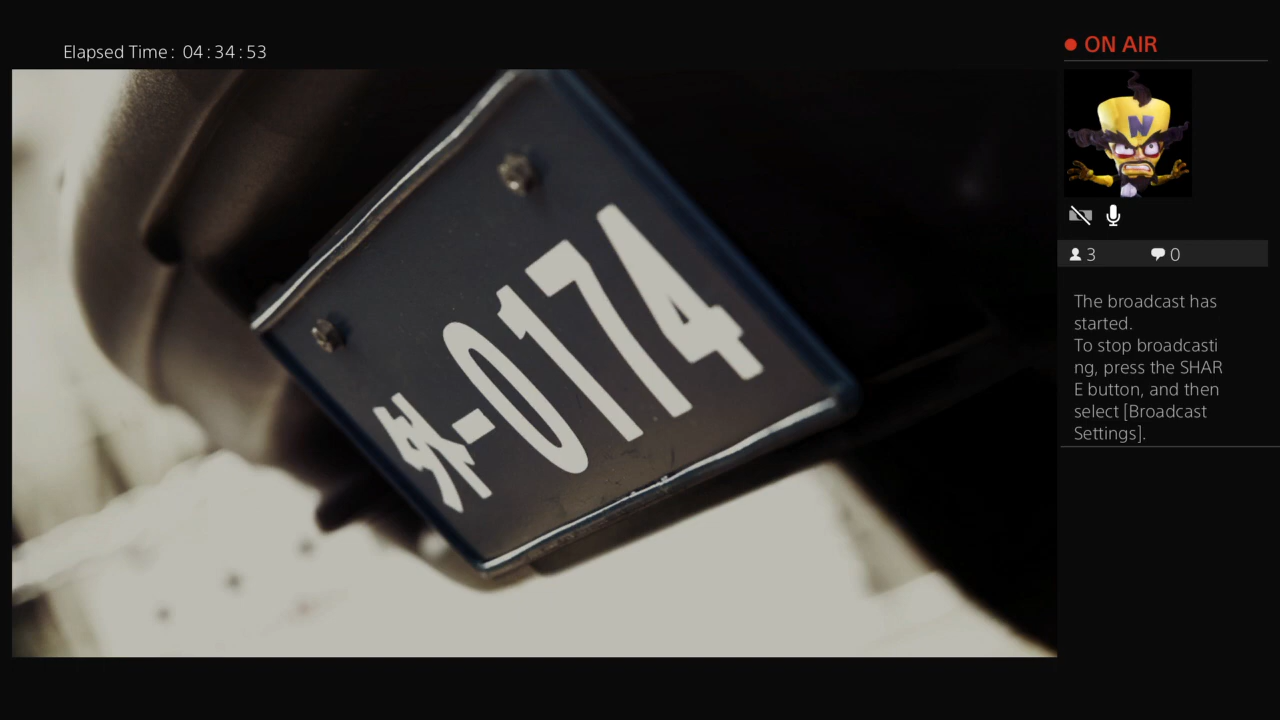 Elapsed Time: 04:34:53
ON AIR
N
3
0
外-0174
The broadcast has
started.
To stop broadcasti
ng, press the SHAR
E button, and then
select [Broadcast
Settings].